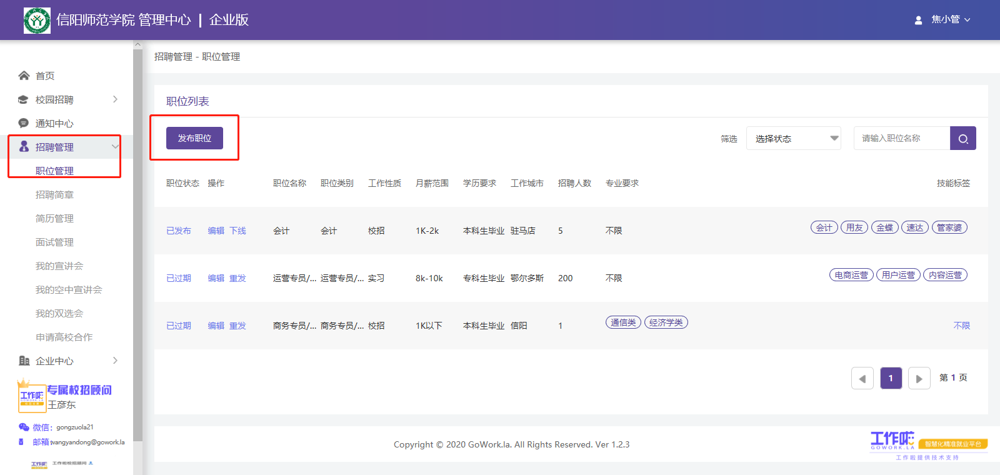 信阳师范学院 管理中心 | 企业版
焦小管
招聘管理 - 职位管理
首页
校园招聘
通知中心
招聘管理
职位管理
招聘简章
简历管理
面试管理
我的宣讲会
我的空中宣讲会
我的双选会
申请高校合作
企业中心
专属校招顾问
工作啦
GOWORK.LA
王彦东
微信：gongzuola21
邮箱:wangyandong@gowork.la
工作啦 工作啦校招顾问
职位列表
发布职位
筛选 选择状态 请输入职位名称
职位状态 操作 职位名称 职位类别 工作性质 月薪范围 学历要求 工作城市 招聘人数 专业要求 技能标签
已发布 编辑 下线 会计 会计 校招 1K-2k 本科生毕业 驻马店 5 不限 会计 用友 金蝶 速达 管家婆
已过期 编辑 重发 运营专员/... 运营专员/... 实习 8k-10k 专科生毕业 鄂尔多斯 200 不限 电商运营 用户运营 内容运营
已过期 编辑 重发 商务专员/... 商务专员/... 校招 1K以下 本科生毕业 信阳 1 通信类 经济学类 不限
1 第 1 页
Copyright © 2020 GoWork.la. All Rights Reserved. Ver 1.2.3
工作啦 智慧化精准就业平台
GOWORK.LA
工作啦提供技术支持